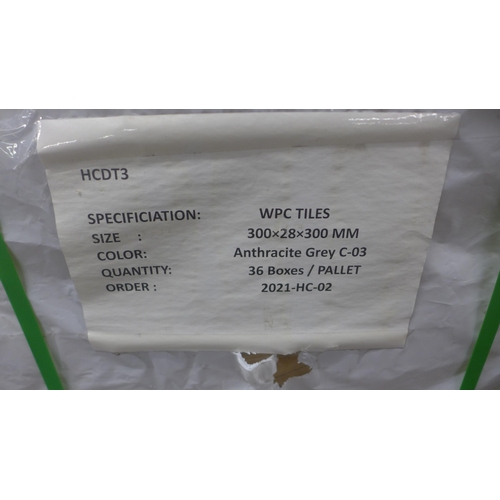 HCDT3
SPECIFICIATION: WPC TILES
SIZE : 300×28×300 MM
COLOR: Anthracite Grey C-03
QUANTITY: 36 Boxes / PALLET
ORDER : 2021-HC-02